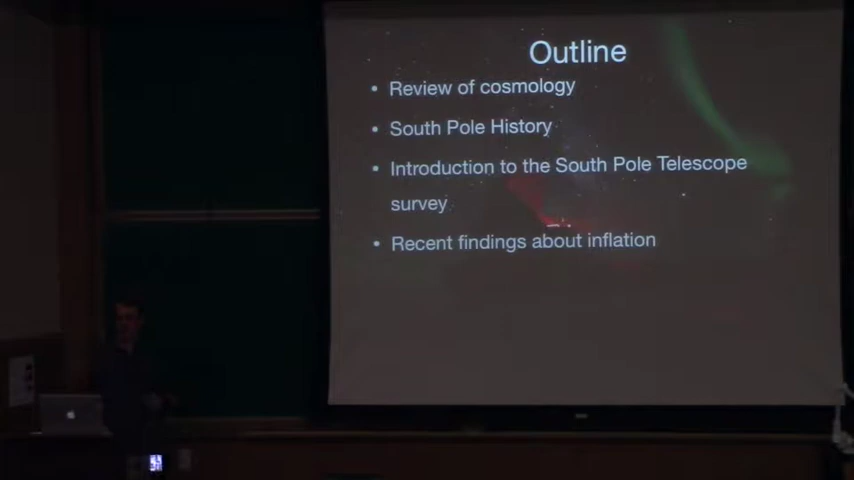 Outline
• Review of cosmology
• South Pole History
• Introduction to the South Pole Telescope
survey
• Recent findings about inflation